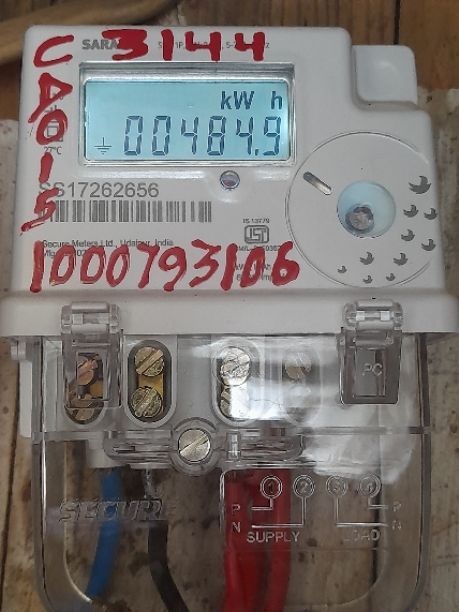 SARA
3144
CA015
kW h
00484.9
27°C
SS17262656
IS 13779
Secure Meters Ltd., Udaipur, India
1000793106
PC
SECURE
1 2 3 4
P P
N N
SUPPLY LOAD